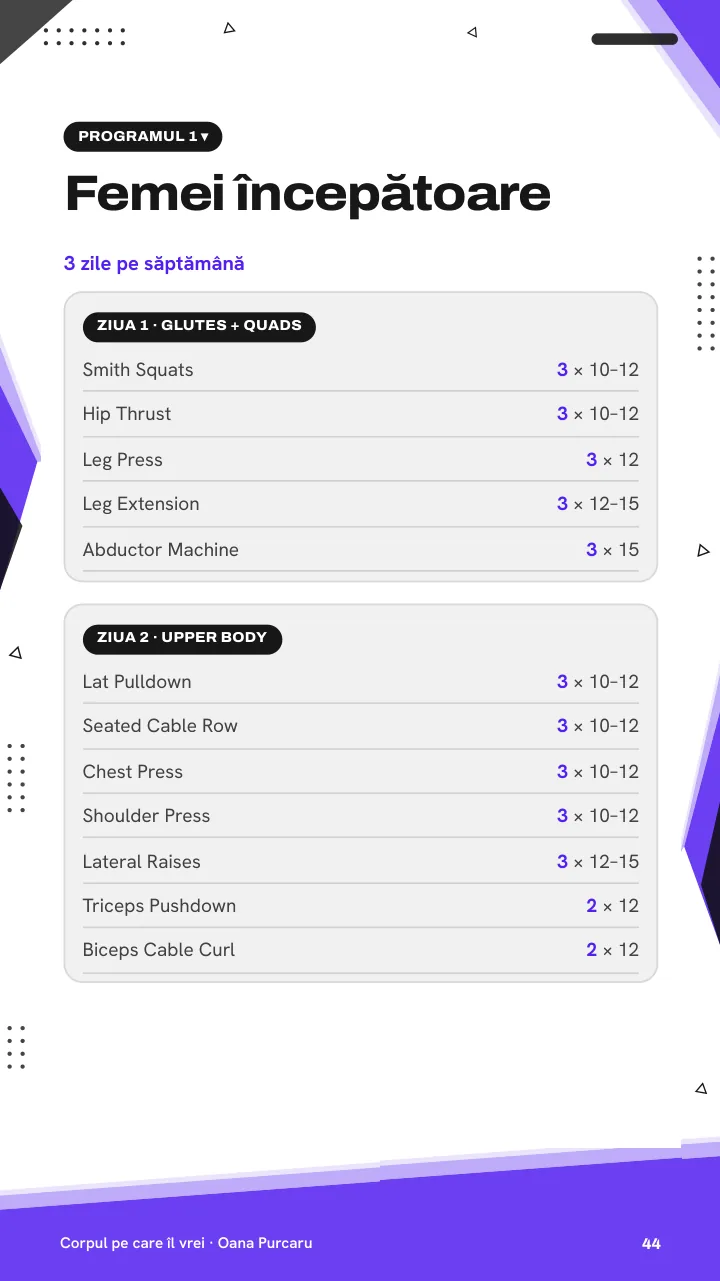 PROGRAMUL 1 ▾
Femei începătoare
3 zile pe săptămână
ZIUA 1 · GLUTES + QUADS
Smith Squats 3 × 10–12
Hip Thrust 3 × 10–12
Leg Press 3 × 12
Leg Extension 3 × 12–15
Abductor Machine 3 × 15
ZIUA 2 · UPPER BODY
Lat Pulldown 3 × 10–12
Seated Cable Row 3 × 10–12
Chest Press 3 × 10–12
Shoulder Press 3 × 10–12
Lateral Raises 3 × 12–15
Triceps Pushdown 2 × 12
Biceps Cable Curl 2 × 12
Corpul pe care îl vrei · Oana Purcaru 44